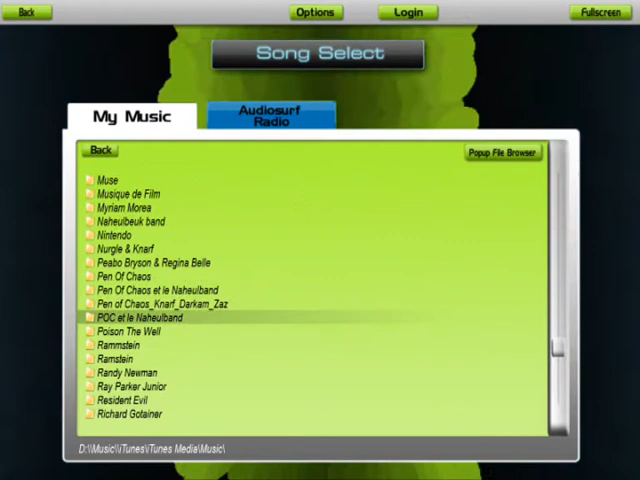 Back
Options
Login
Fullscreen
Song Select
My Music
Audiosurf
Radio
Back
Popup File Browser
Muse
Musique de Film
Myriam Morea
Naheulbeuk band
Nintendo
Nurgle & Knarf
Peabo Bryson & Regina Belle
Pen Of Chaos
Pen Of Chaos et le Naheulband
Pen of Chaos_Knarf_Darkam_Zaz
POC et le Naheulband
Poison The Well
Rammstein
Ramstein
Randy Newman
Ray Parker Junior
Resident Evil
Richard Gotainer
D:\\Music\\iTunes\iTunes Media\Music\